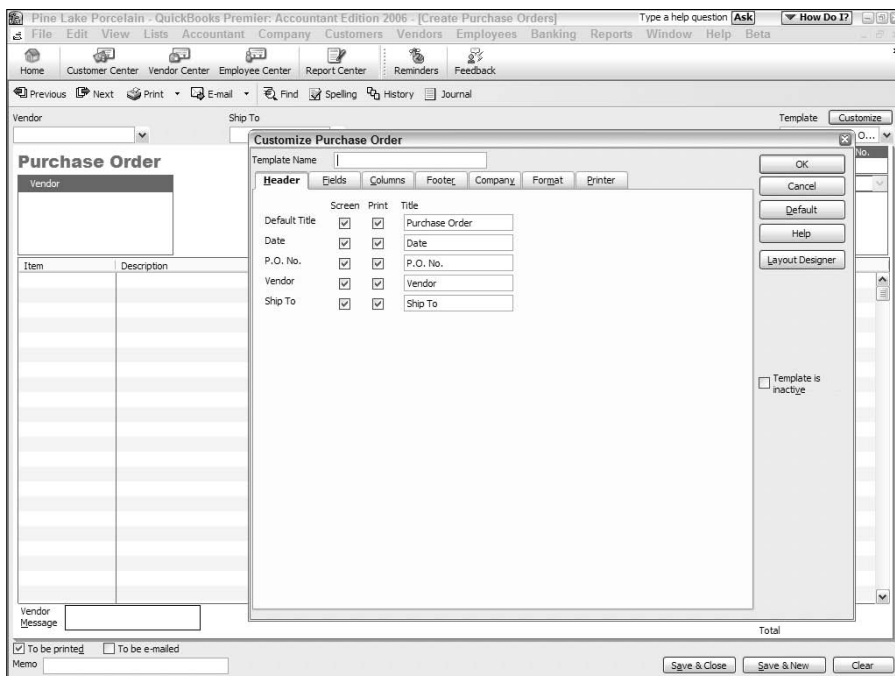 Pine Lake Porcelain - QuickBooks Premier: Accountant Edition 2006 - [Create Purchase Orders]
Type a help question Ask
How Do I?
File Edit View Lists Accountant Company Customers Vendors Employees Banking Reports Window Help Beta
Home Customer Center Vendor Center Employee Center Report Center Reminders Feedback
Previous Next Print E-mail Find Spelling History Journal
Vendor Ship To Template Customize
O...
Customize Purchase Order
No.
Purchase Order
Vendor
Template Name
Header Fields Columns Footer Company Format Printer
OK
Cancel
Default
Help
Layout Designer
Screen Print Title
Default Title Purchase Order
Date Date
P.O. No. P.O. No.
Vendor Vendor
Ship To Ship To
Item Description
Template is
inactive
Vendor
Message
Total
To be printed To be e-mailed
Memo
Save & Close Save & New Clear